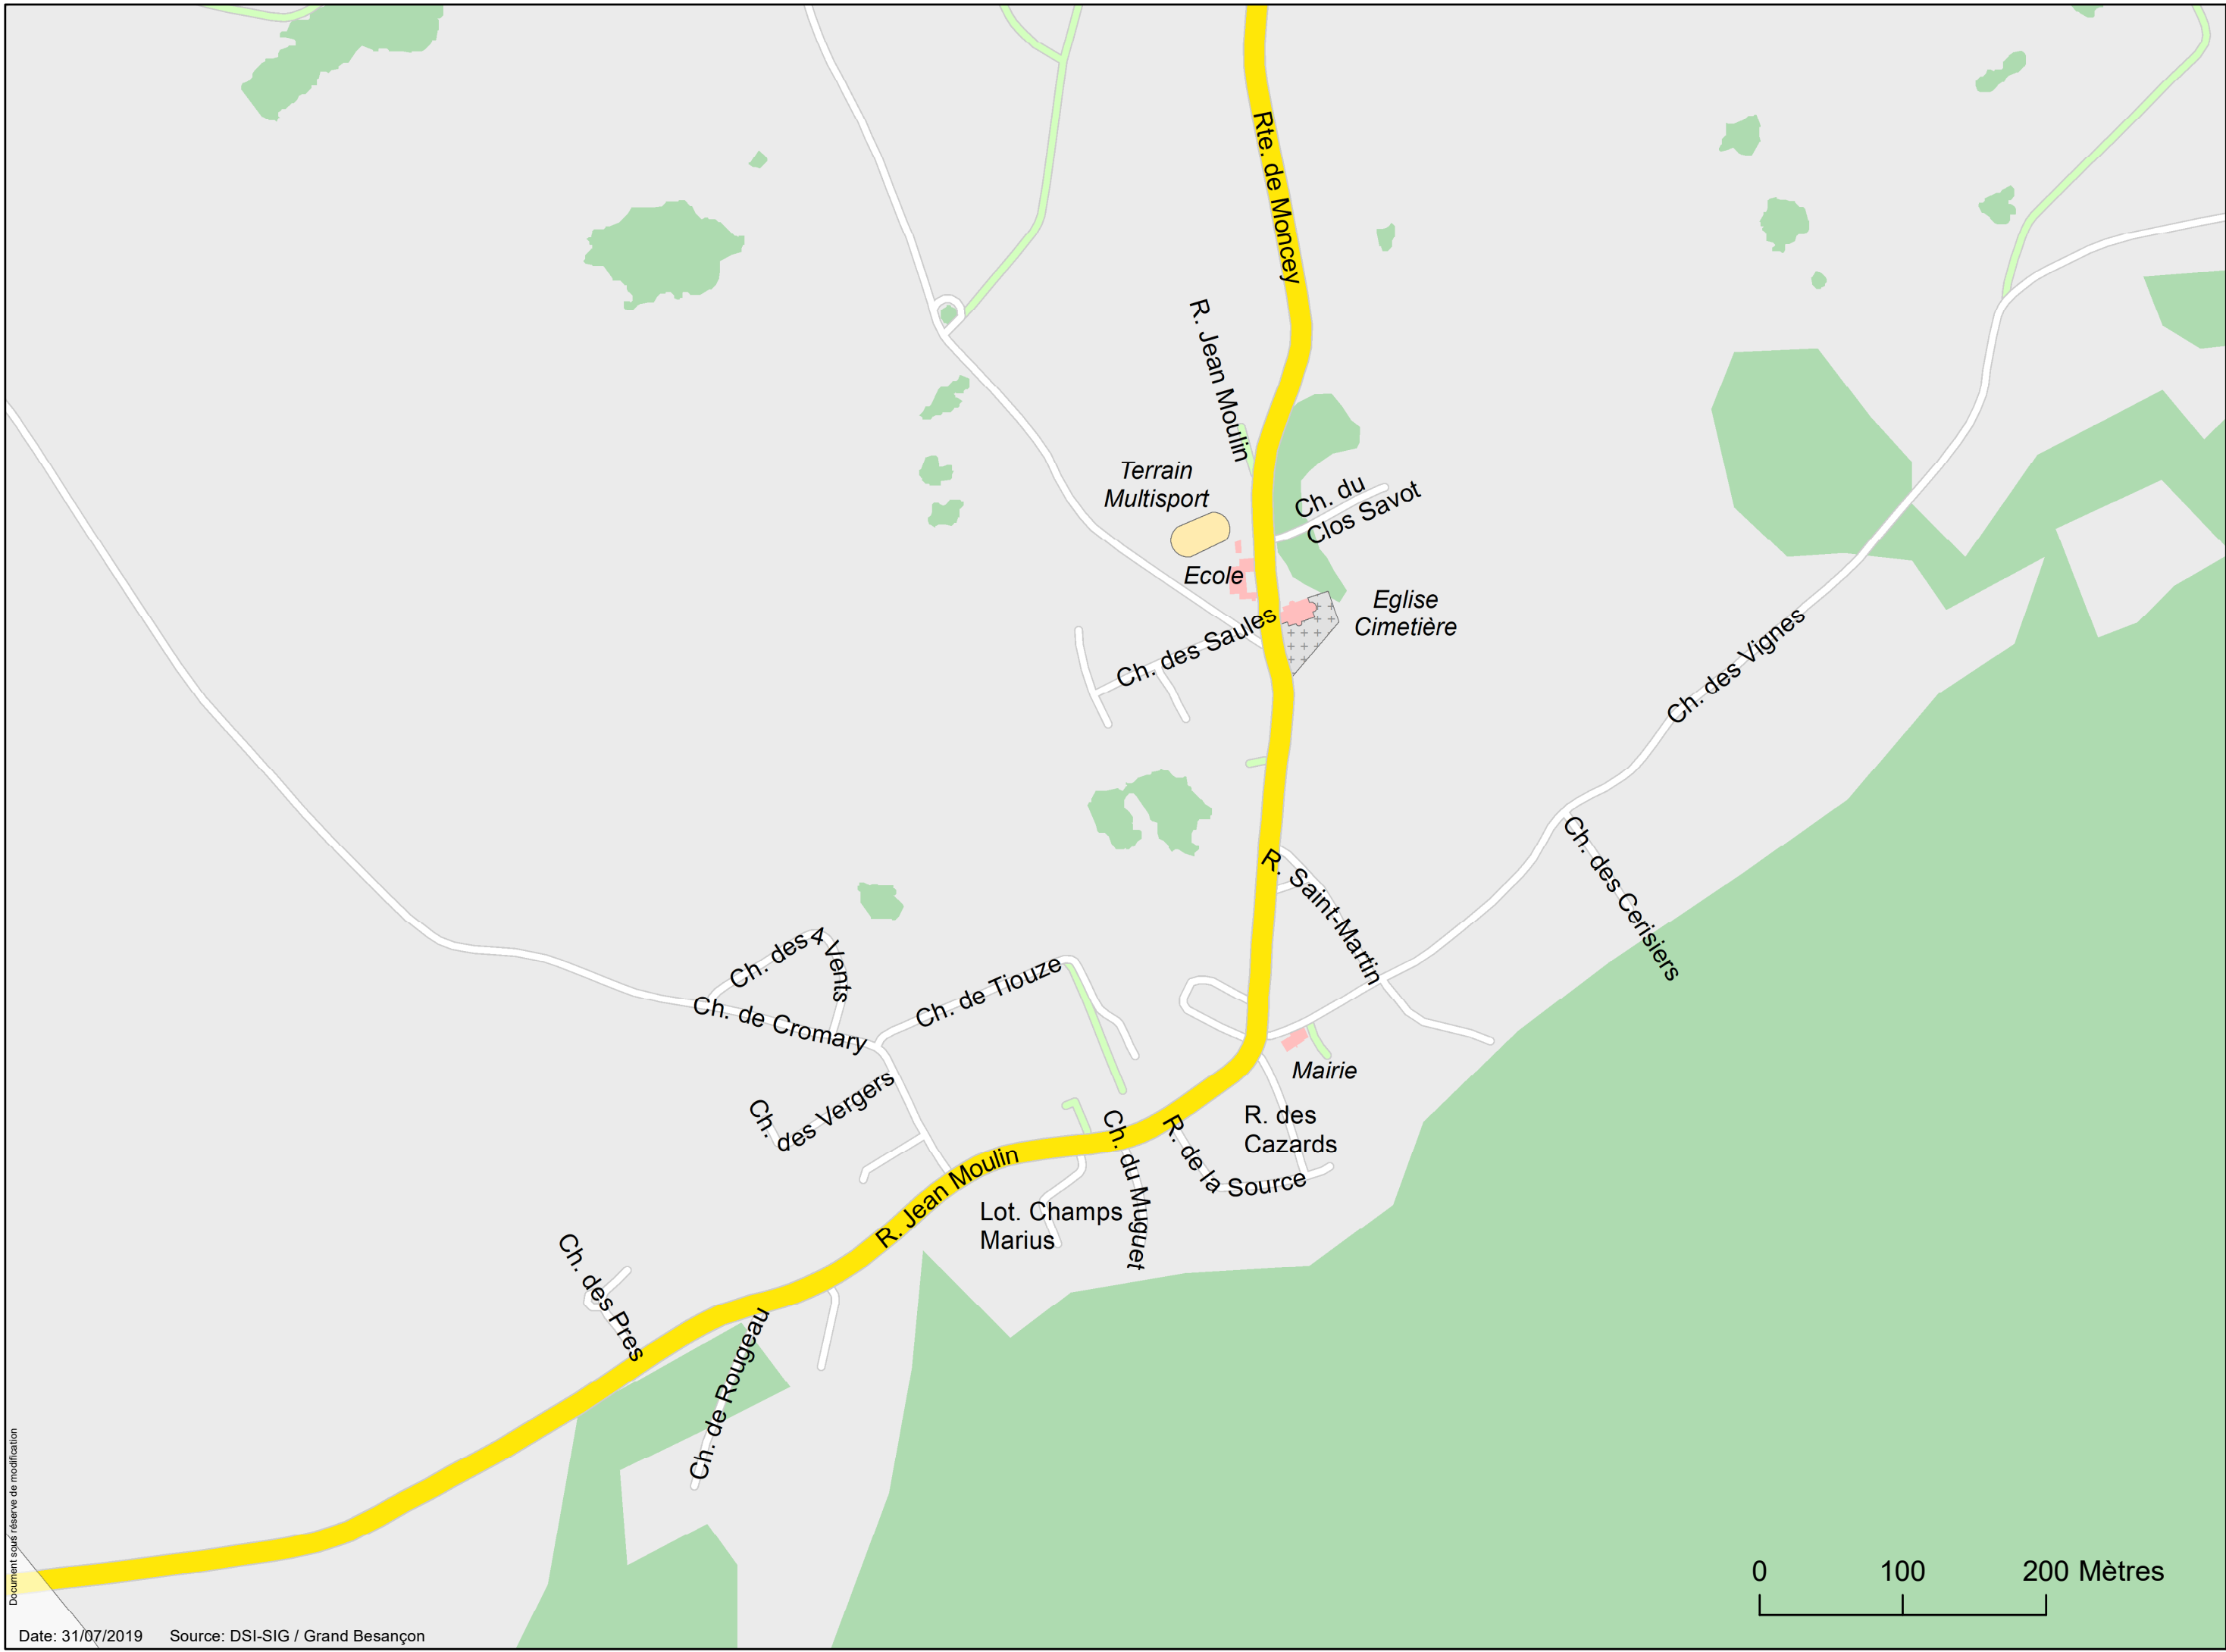 Rte. de Moncey
R. Jean Moulin
Terrain
Multisport
Ch. du
Clos Savot
Ecole
Eglise
Cimetière
Ch. des Saules
Ch. des Vignes
Ch. des Cerisiers
R. Saint-Martin
Ch. des 4 Vents
Ch. de Tiouze
Ch. de Cromary
Mairie
Ch. des Vergers
R. des
Cazards
Ch. du Muguet
R. de la Source
R. Jean Moulin
Lot. Champs
Marius
Ch. des Pres
Ch. de Rougeau
Document sous réserve de modification
0 100 200 Mètres
Date: 31/07/2019 Source: DSI-SIG / Grand Besançon